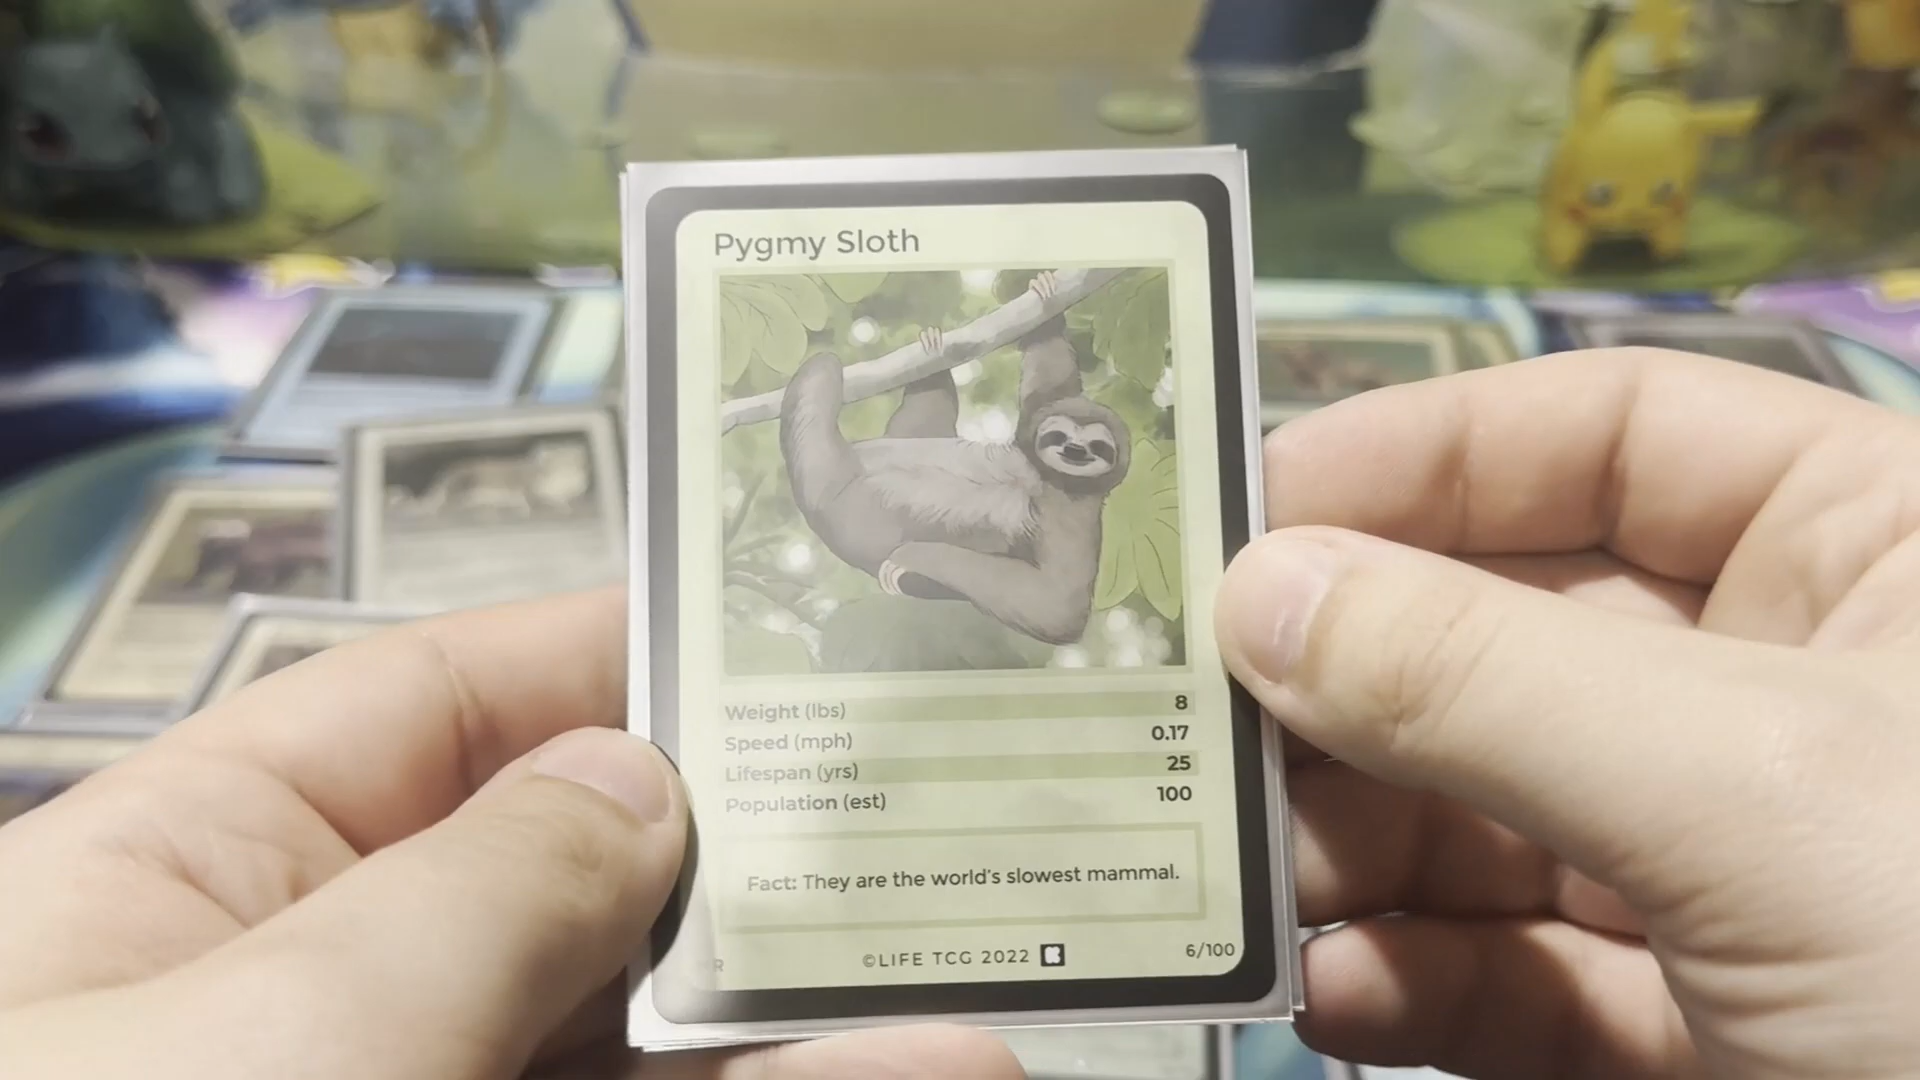 Pygmy Sloth
Weight (lbs) 8
Speed (mph) 0.17
Lifespan (yrs) 25
Population (est) 100
Fact: They are the world's slowest mammal.
©LIFE TCG 2022
6/100